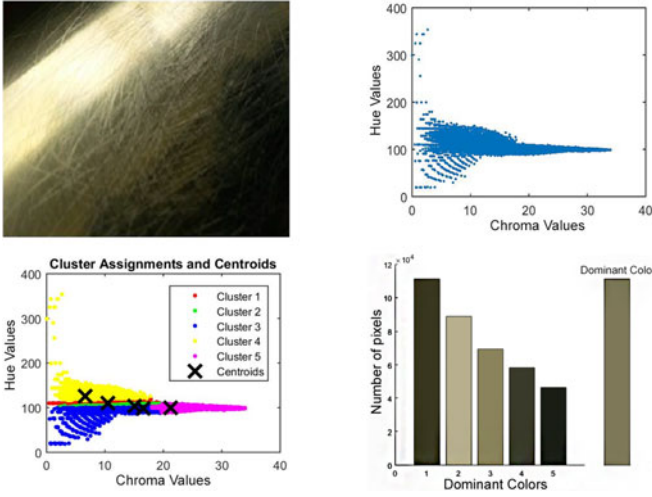 400
300
200
100
0
Hue Values
0 10 20 30 40
Chroma Values
Cluster Assignments and Centroids
400
300
200
100
0
Hue Values
Cluster 1
Cluster 2
Cluster 3
Cluster 4
Cluster 5
Centroids
0 10 20 30 40
Chroma Values
12 × 10⁴
10
8
6
4
2
0
Number of pixels
1 2 3 4 5
Dominant Colors
Dominant Colo